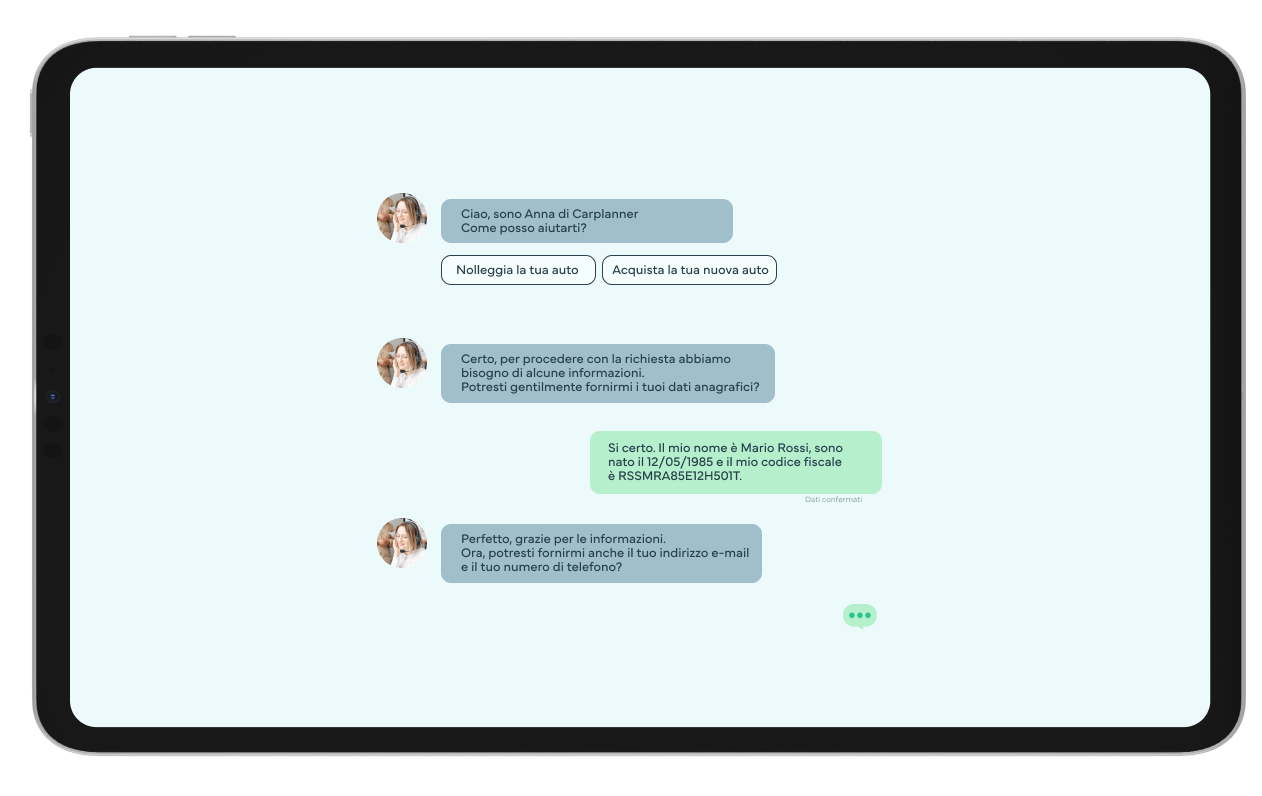 Ciao, sono Anna di Carplanner
Come posso aiutarti?
Nolleggia la tua auto
Acquista la tua nuova auto
Certo, per procedere con la richiesta abbiamo
bisogno di alcune informazioni.
Potresti gentilmente fornirmi i tuoi dati anagrafici?
Si certo. Il mio nome è Mario Rossi, sono
nato il 12/05/1985 e il mio codice fiscale
è RSSMRA85E12H501T.
Dati confermati
Perfetto, grazie per le informazioni.
Ora, potresti fornirmi anche il tuo indirizzo e-mail
e il tuo numero di telefono?